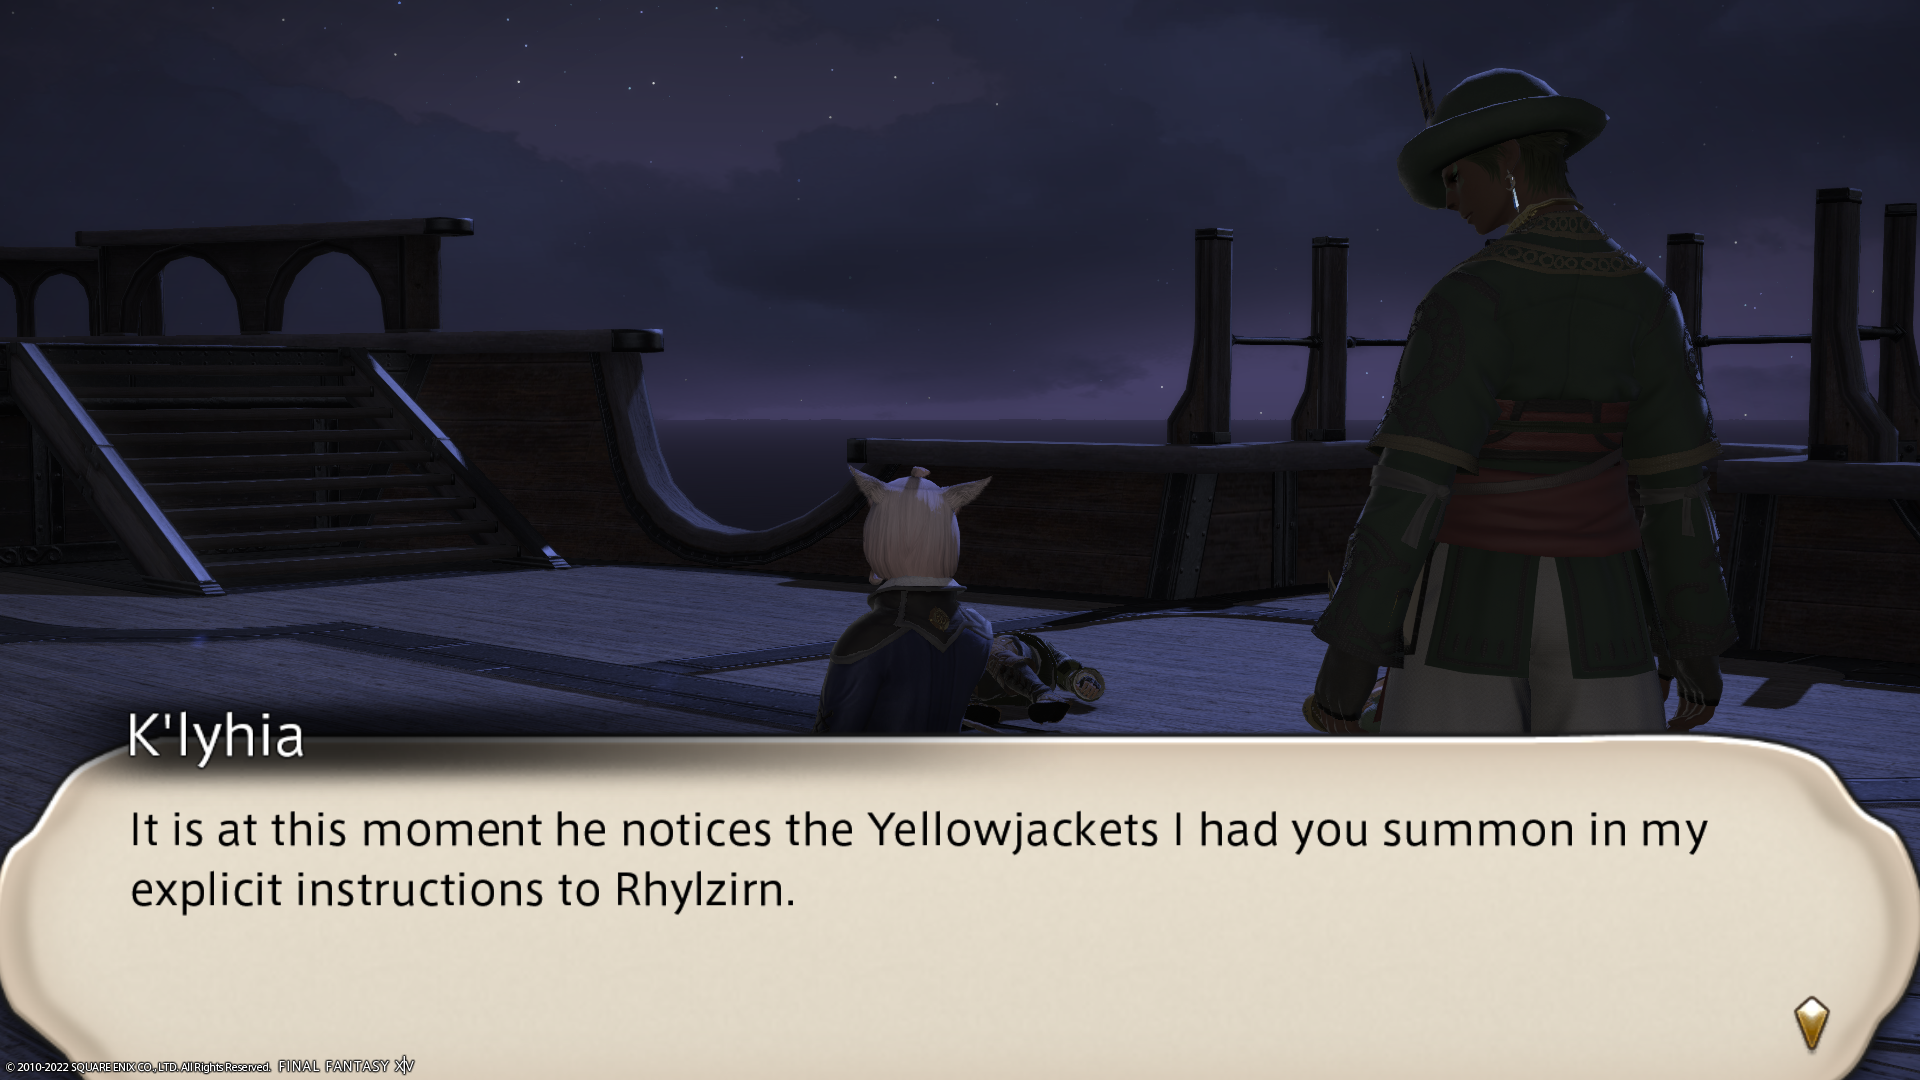 K'lyhia
It is at this moment he notices the Yellowjackets I had you summon in my
explicit instructions to Rhylzirn.
© 2010-2022 SQUARE ENIX CO., LTD. All Rights Reserved. FINAL FANTASY XIV